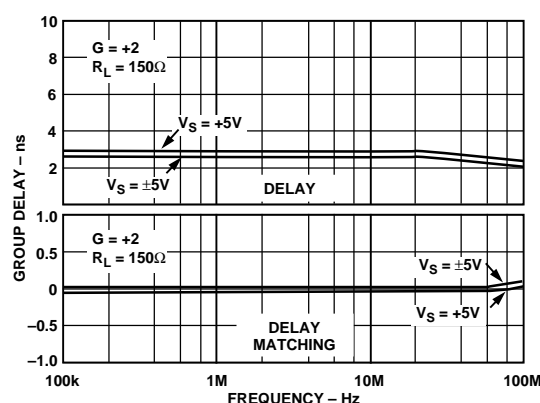 GROUP DELAY – ns
10
8
6
4
2
G = +2
R_L = 150Ω
V_S = +5V
V_S = ±5V
DELAY
1.0
0.5
0
–0.5
–1.0
G = +2
R_L = 150Ω
V_S = ±5V
V_S = +5V
DELAY
MATCHING
100k
1M
10M
100M
FREQUENCY – Hz